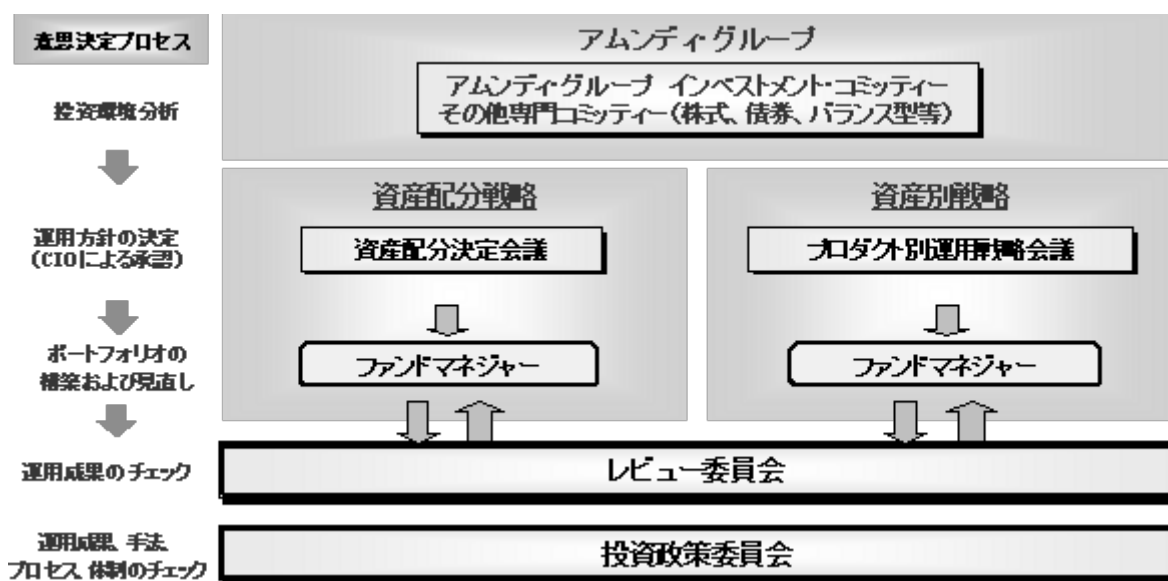 意思決定プロセス
アムンディ・グループ
アムンディ・グループ インベストメント・コミッティー
その他専門コミッティー(株式、債券、バランス型等)
投資環境分析
資産配分戦略
資産別戦略
運用方針の決定
(CIOによる承認)
資産配分決定会議
プロダクト別運用戦略会議
ポートフォリオの
構築および見直し
ファンドマネジャー
ファンドマネジャー
運用成果のチェック
レビュー委員会
運用成果、手法、
プロセス、体制のチェック
投資政策委員会